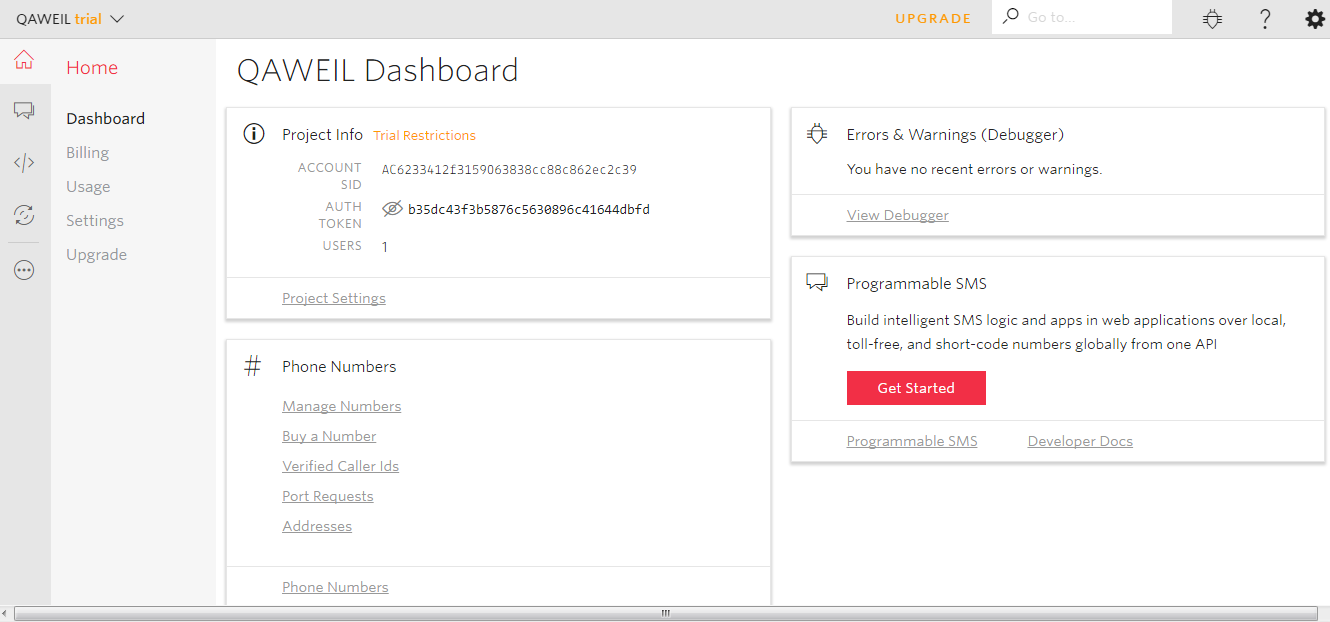 QAWEIL trial
UPGRADE
Go to...
Home
Dashboard
Billing
Usage
Settings
Upgrade
QAWEIL Dashboard
Project Info Trial Restrictions
ACCOUNT SID AC6233412f3159063838cc88c862ec2c39
AUTH TOKEN b35dc43f3b5876c5630896c41644dbfd
USERS 1
Project Settings
Phone Numbers
Manage Numbers
Buy a Number
Verified Caller Ids
Port Requests
Addresses
Phone Numbers
Errors & Warnings (Debugger)
You have no recent errors or warnings.
View Debugger
Programmable SMS
Build intelligent SMS logic and apps in web applications over local,
toll-free, and short-code numbers globally from one API
Get Started
Programmable SMS Developer Docs